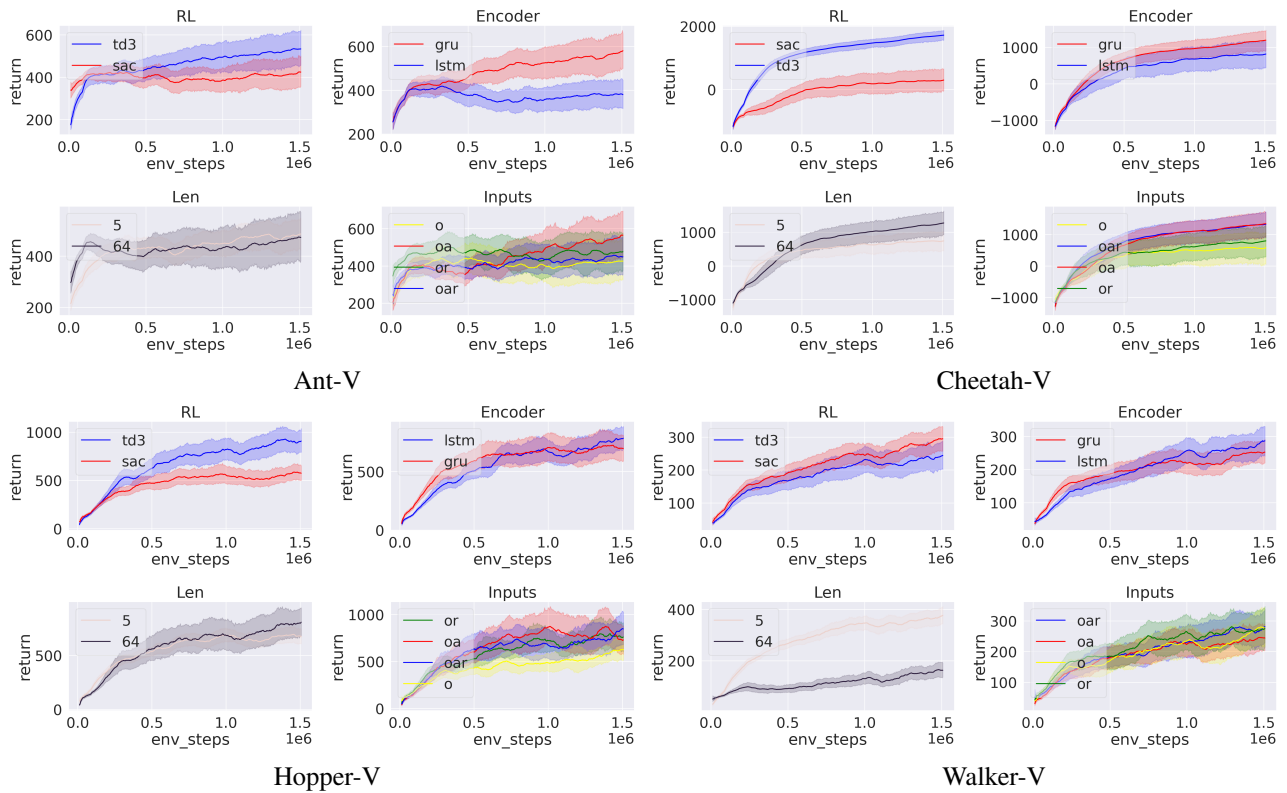 RL
return
600
400
200
td3
sac
0.0 0.5 1.0 1.5
env_steps
1e6
Encoder
return
600
400
200
gru
lstm
0.0 0.5 1.0 1.5
env_steps
1e6
Len
return
400
200
5
64
0.0 0.5 1.0 1.5
env_steps
1e6
Inputs
return
600
400
200
o
oa
or
oar
0.0 0.5 1.0 1.5
env_steps
1e6
Ant-V
RL
return
2000
0
sac
td3
0.0 0.5 1.0 1.5
env_steps
1e6
Encoder
return
1000
0
−1000
gru
lstm
0.0 0.5 1.0 1.5
env_steps
1e6
Len
return
1000
0
−1000
5
64
0.0 0.5 1.0 1.5
env_steps
1e6
Inputs
return
1000
0
−1000
o
oar
oa
or
0.0 0.5 1.0 1.5
env_steps
1e6
Cheetah-V
RL
return
1000
500
0
td3
sac
0.0 0.5 1.0 1.5
env_steps
1e6
Encoder
return
500
0
lstm
gru
0.0 0.5 1.0 1.5
env_steps
1e6
Len
return
500
0
5
64
0.0 0.5 1.0 1.5
env_steps
1e6
Inputs
return
1000
500
0
or
oa
oar
o
0.0 0.5 1.0 1.5
env_steps
1e6
Hopper-V
RL
return
300
200
100
td3
sac
0.0 0.5 1.0 1.5
env_steps
1e6
Encoder
return
300
200
100
gru
lstm
0.0 0.5 1.0 1.5
env_steps
1e6
Len
return
400
200
5
64
0.0 0.5 1.0 1.5
env_steps
1e6
Inputs
return
300
200
100
oar
oa
o
or
0.0 0.5 1.0 1.5
env_steps
1e6
Walker-V